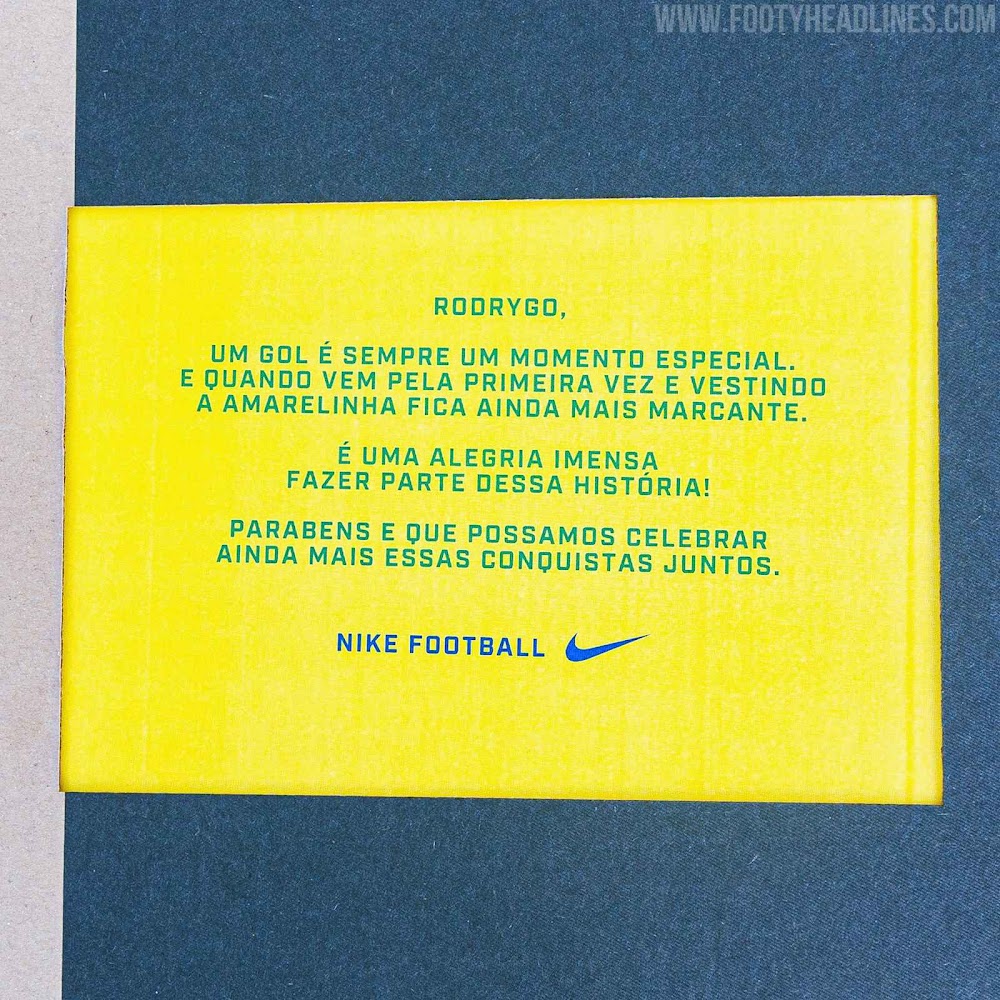 WWW.FOOTYHEADLINES.COM
RODRYGO,
UM GOL É SEMPRE UM MOMENTO ESPECIAL.
E QUANDO VEM PELA PRIMEIRA VEZ E VESTINDO
A AMARELINHA FICA AINDA MAIS MARCANTE.
É UMA ALEGRIA IMENSA
FAZER PARTE DESSA HISTÓRIA!
PARABENS E QUE POSSAMOS CELEBRAR
AINDA MAIS ESSAS CONQUISTAS JUNTOS.
NIKE FOOTBALL